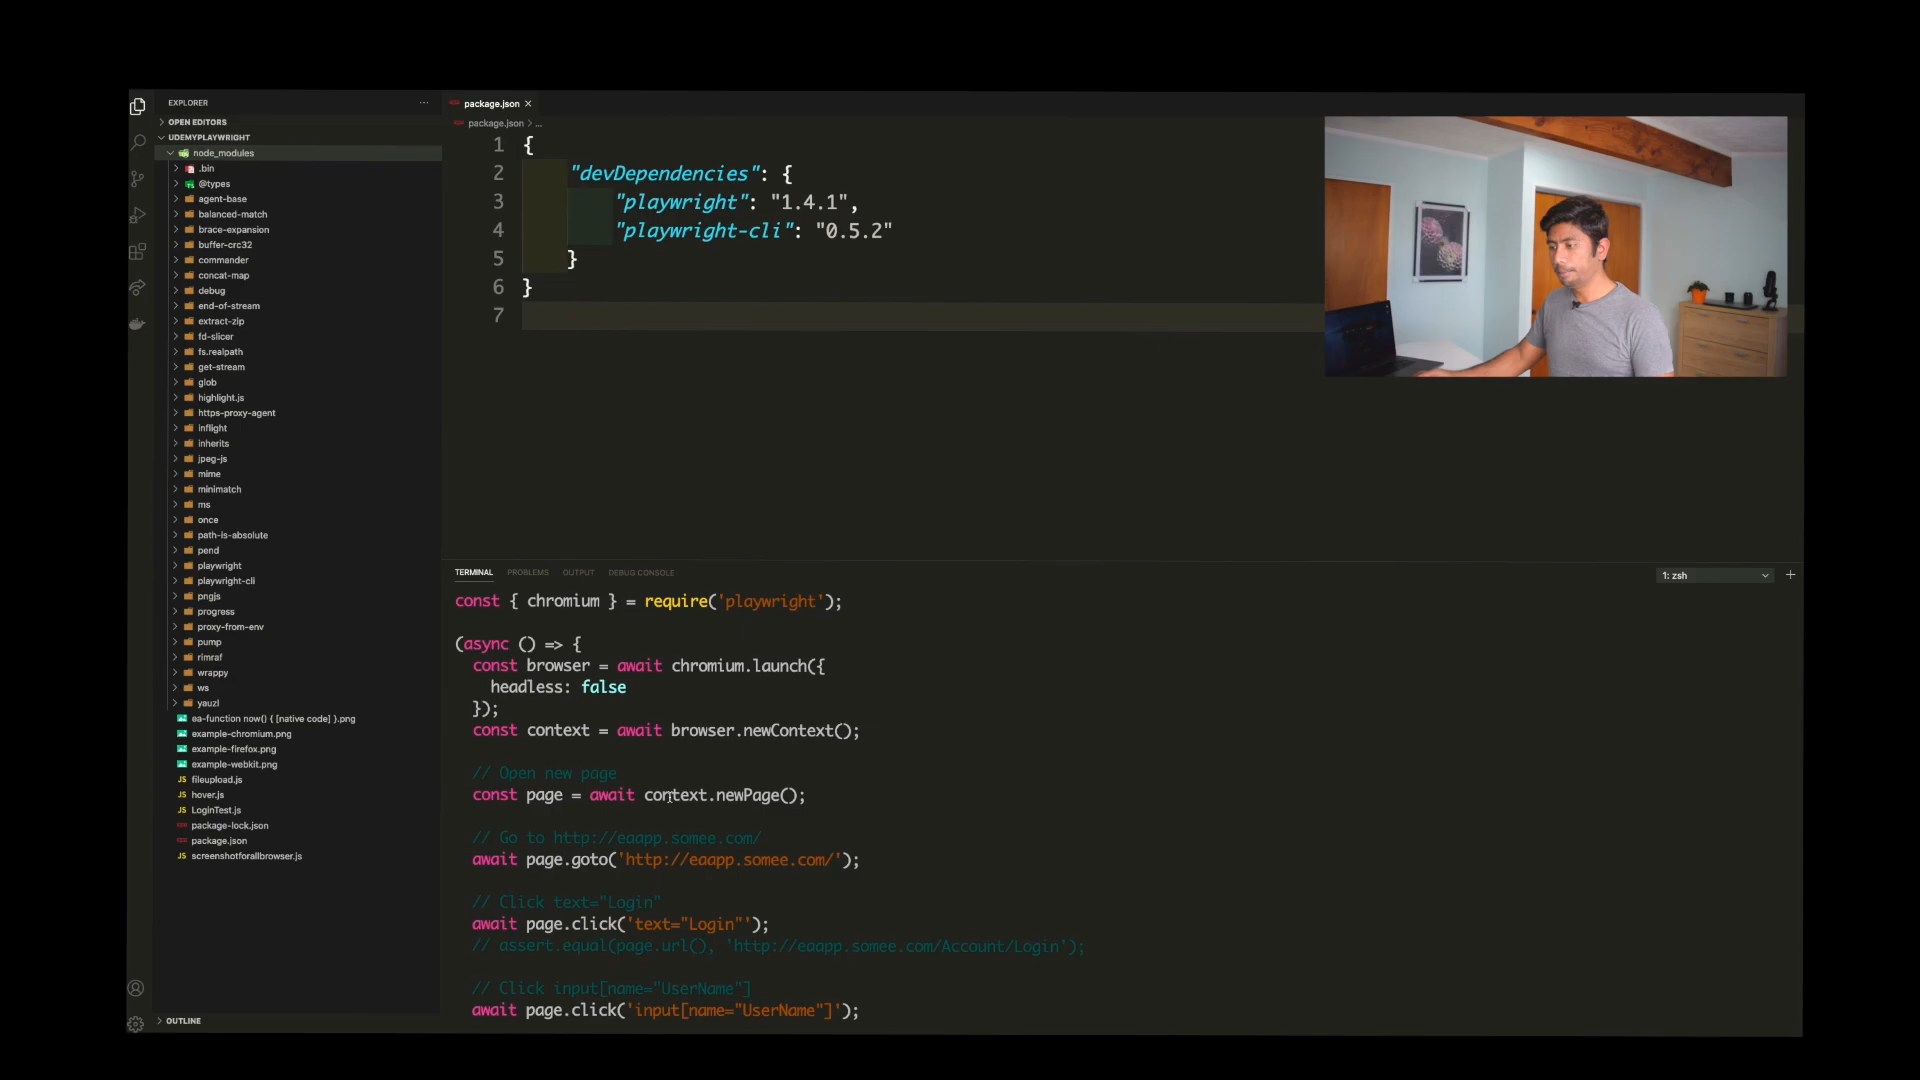 EXPLORER
OPEN EDITORS
UDEMYPLAYWRIGHT
node_modules
.bin
@types
agent-base
balanced-match
brace-expansion
buffer-crc32
commander
concat-map
debug
end-of-stream
extract-zip
fd-slicer
fs.realpath
get-stream
glob
highlight.js
https-proxy-agent
inflight
inherits
jpeg-js
mime
minimatch
ms
once
path-is-absolute
pend
playwright
playwright-cli
pngjs
progress
proxy-from-env
pump
rimraf
wrappy
ws
yauzl
ea-function now() { [native code] }.png
example-chromium.png
example-firefox.png
example-webkit.png
JS fileupload.js
JS hover.js
JS LoginTest.js
package-lock.json
package.json
JS screenshotforallbrowser.js
OUTLINE
package.json
package.json > ...
1 {
2 "devDependencies": {
3 "playwright": "1.4.1",
4 "playwright-cli": "0.5.2"
5 }
6 }
7
TERMINAL PROBLEMS OUTPUT DEBUG CONSOLE
1: zsh
const { chromium } = require('playwright');
(async () => {
const browser = await chromium.launch({
headless: false
});
const context = await browser.newContext();
// Open new page
const page = await context.newPage();
// Go to http://eaapp.somee.com/
await page.goto('http://eaapp.somee.com/');
// Click text="Login"
await page.click('text="Login"');
// assert.equal(page.url(), 'http://eaapp.somee.com/Account/Login');
// Click input[name="UserName"]
await page.click('input[name="UserName"]');